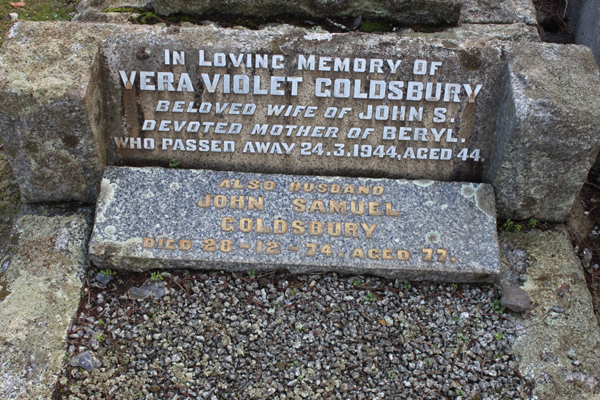 IN LOVING MEMORY OF
VERA VIOLET GOLDSBURY
BELOVED WIFE OF JOHN S.
DEVOTED MOTHER OF BERYL.
WHO PASSED AWAY 24.3.1944, AGED 44.
ALSO HUSBAND
JOHN SAMUEL
GOLDSBURY
DIED 28-12-74. AGED 77.